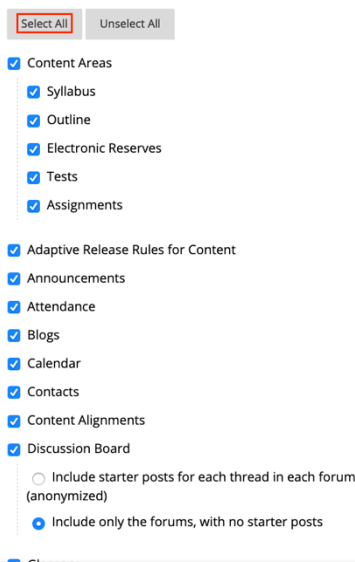 Select All Unselect All
Content Areas
Syllabus
Outline
Electronic Reserves
Tests
Assignments
Adaptive Release Rules for Content
Announcements
Attendance
Blogs
Calendar
Contacts
Content Alignments
Discussion Board
Include starter posts for each thread in each forum
(anonymized)
Include only the forums, with no starter posts